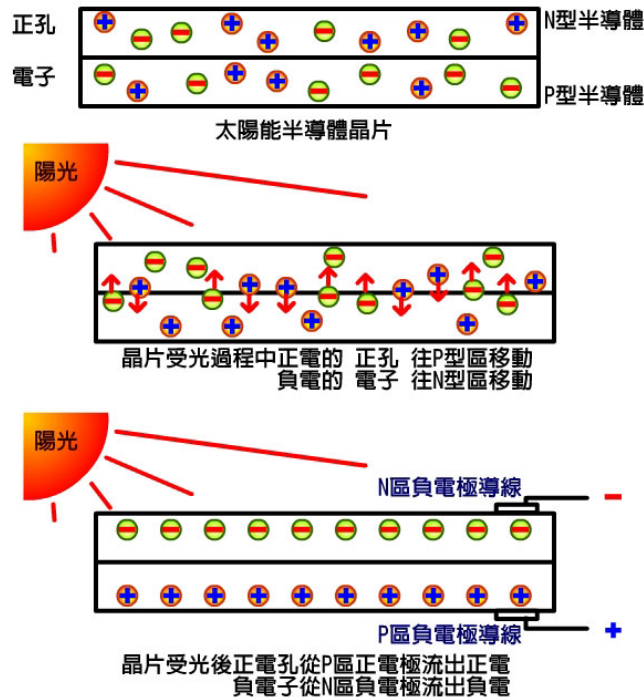 正孔
N型半導體
電子
P型半導體
太陽能半導體晶片
陽光
晶片受光過程中正電的 正孔 往P型區移動
負電的 電子 往N型區移動
陽光
N區負電極導線
P區負電極導線
晶片受光後正電孔從P區正電極流出正電
負電子從N區負電極流出負電